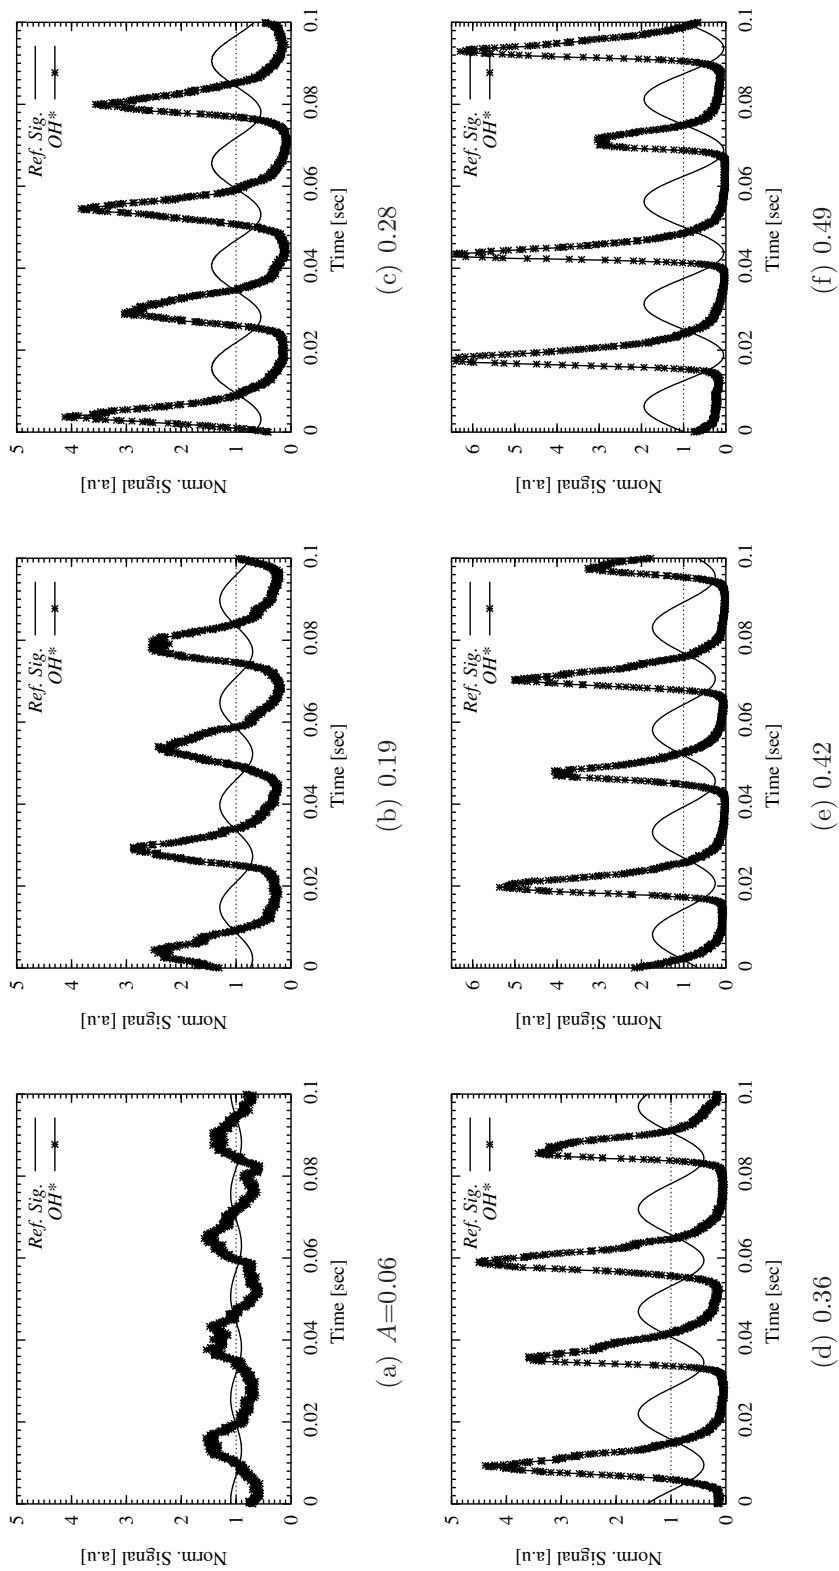 Norm. Signal [a.u]
5
4
3
2
1
0
Ref. Sig.
OH*
0
0.02
0.04
0.06
0.08
0.1
Time [sec]
(a) A=0.06
Norm. Signal [a.u]
5
4
3
2
1
0
Ref. Sig.
OH*
0
0.02
0.04
0.06
0.08
0.1
Time [sec]
(b) 0.19
Norm. Signal [a.u]
5
4
3
2
1
0
Ref. Sig.
OH*
0
0.02
0.04
0.06
0.08
0.1
Time [sec]
(c) 0.28
Norm. Signal [a.u]
5
4
3
2
1
0
Ref. Sig.
OH*
0
0.02
0.04
0.06
0.08
0.1
Time [sec]
(d) 0.36
Norm. Signal [a.u]
6
5
4
3
2
1
0
Ref. Sig.
OH*
0
0.02
0.04
0.06
0.08
0.1
Time [sec]
(e) 0.42
Norm. Signal [a.u]
6
5
4
3
2
1
0
Ref. Sig.
OH*
0
0.02
0.04
0.06
0.08
0.1
Time [sec]
(f) 0.49